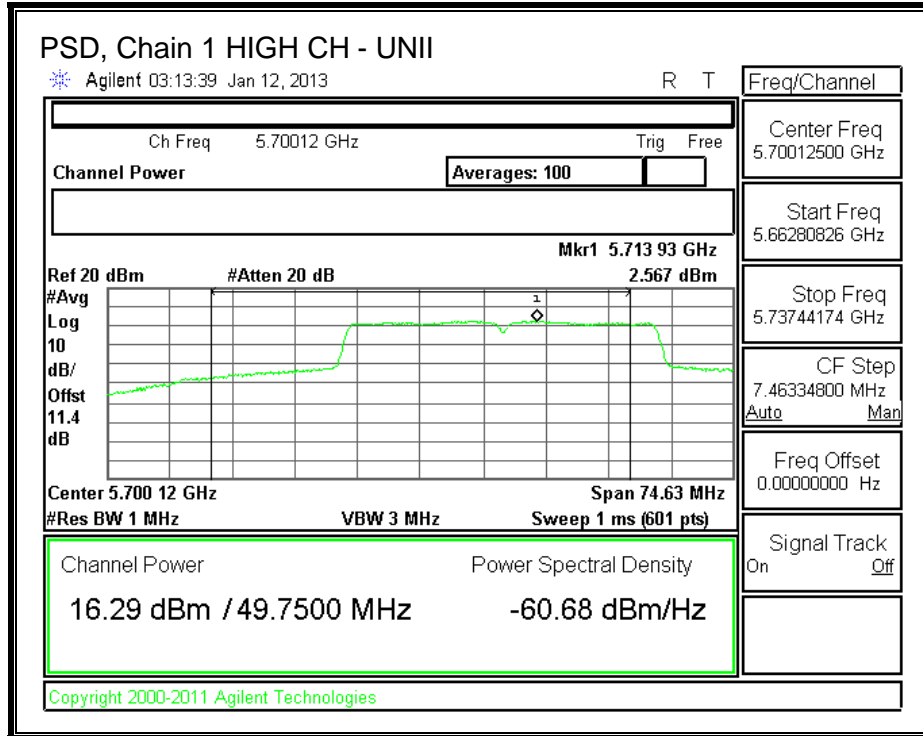 PSD, Chain 1 HIGH CH - UNII
Agilent 03:13:39 Jan 12, 2013 R T
Freq/Channel
Ch Freq 5.70012 GHz Trig Free
Channel Power Averages: 100
Mkr1 5.713 93 GHz
Ref 20 dBm #Atten 20 dB 2.567 dBm
#Avg
Log
10
dB/
Offst
11.4
dB
1
Center 5.700 12 GHz Span 74.63 MHz
#Res BW 1 MHz VBW 3 MHz Sweep 1 ms (601 pts)
Channel Power Power Spectral Density
16.29 dBm / 49.7500 MHz -60.68 dBm/Hz
Copyright 2000-2011 Agilent Technologies
Center Freq
5.70012500 GHz
Start Freq
5.66280826 GHz
Stop Freq
5.73744174 GHz
CF Step
7.46334800 MHz
Auto Man
Freq Offset
0.00000000 Hz
Signal Track
On Off